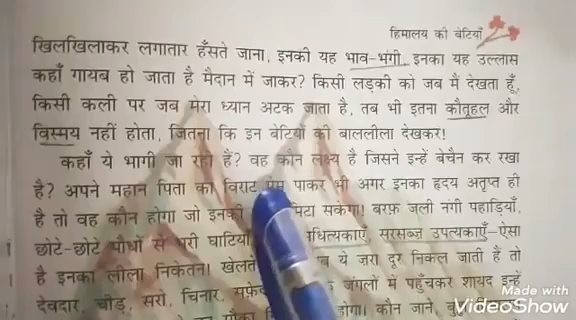 हिमालय की बेटियाँ
खिलखिलाकर लगातार हँसते जाना, इनकी यह भाव-भंगी, इनका यह उल्लास
कहाँ गायब हो जाता है मैदान में जाकर? किसी लड़की को जब मैं देखता हूँ,
किसी कली पर जब मेरा ध्यान अटक जाता है, तब भी इतना कौतूहल और
विस्मय नहीं होता, जितना कि इन बेटियों की बाललीला देखकर!
कहाँ ये भागी जा रही हैं? वह कौन लक्ष्य है जिसने इन्हें बेचैन कर रखा
है? अपने महान पिता का विराट प्रेम पाकर भी अगर इनका हृदय अतृप्त ही
है तो वह कौन होगा जो इनकी मिटा सकेगा! बरफ़ जली नंगी पहाड़ियाँ,
छोटे-छोटे पौधों से भरी घाटियाँ धित्यकाएँ, सरसब्ज़ उपत्यकाएँ-ऐसा
है इनका लीला निकेतन! खेलते ये जरा दूर निकल जाती हैं तो
देवदार, चीड़, सरो, चिनार, सफ़ेदा के जंगलों में पहुँचकर शायद इन्हें
मौका होगा। कौन जाने,
Made with
VideoShow